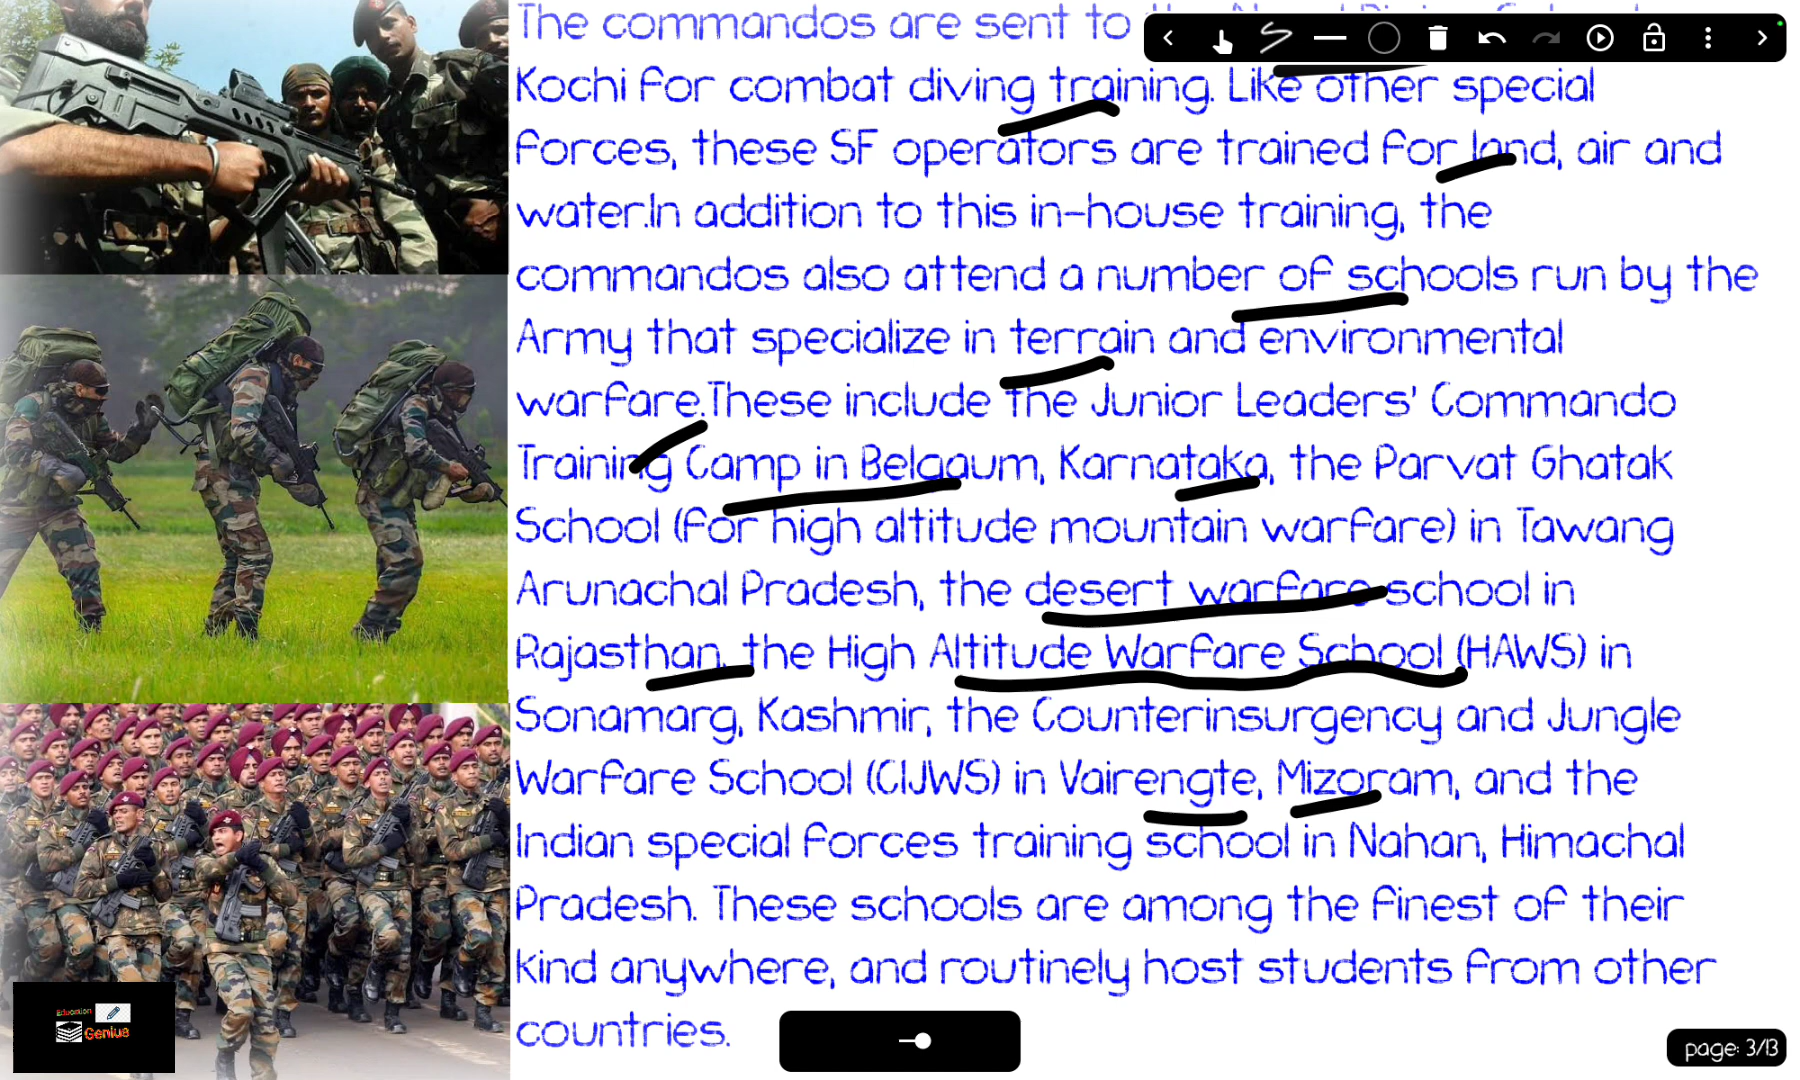 The commandos are sent to
Kochi for combat diving training. Like other special
forces, these SF operators are trained for land, air and
water.In addition to this in-house training, the
commandos also attend a number of schools run by the
Army that specialize in terrain and environmental
warfare.These include the Junior Leaders' Commando
Training Camp in Belgaum, Karnataka, the Parvat Ghatak
School (for high altitude mountain warfare) in Tawang
Arunachal Pradesh, the desert warfare school in
Rajasthan, the High Altitude Warfare School (HAWS) in
Sonamarg, Kashmir, the Counterinsurgency and Jungle
Warfare School (CIJWS) in Vairengte, Mizoram, and the
Indian special forces training school in Nahan, Himachal
Pradesh. These schools are among the finest of their
kind anywhere, and routinely host students from other
countries.
Education
Genius
page: 3/13